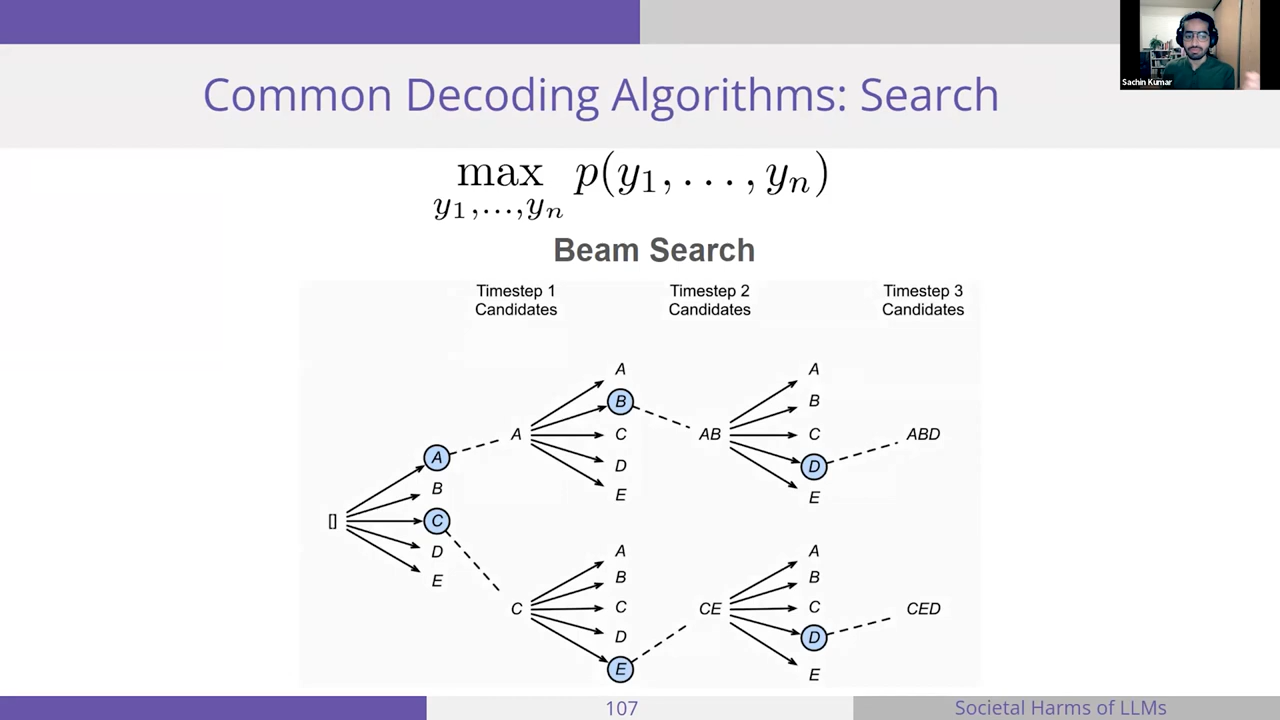 Sachin Kumar
Common Decoding Algorithms: Search
max p(y1, . . . , yn)
y1,...,yn
Beam Search
Timestep 1 Candidates
Timestep 2 Candidates
Timestep 3 Candidates
[]
A
B
C
D
E
A
A
B
C
D
E
C
A
B
C
D
E
AB
A
B
C
D
E
CE
A
B
C
D
E
ABD
CED
107
Societal Harms of LLMs